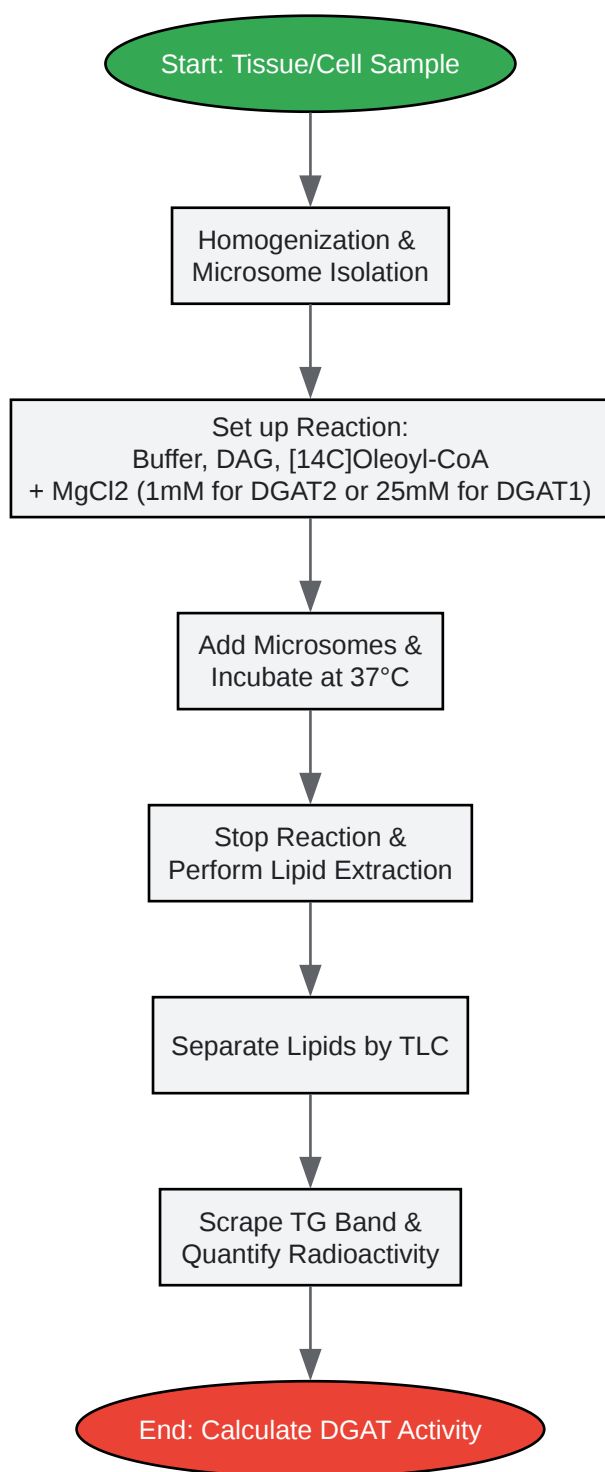 Start: Tissue/Cell Sample
Homogenization &
Microsome Isolation
Set up Reaction:
Buffer, DAG, [14C]Oleoyl-CoA
+ MgCl2 (1mM for DGAT2 or 25mM for DGAT1)
Add Microsomes &
Incubate at 37°C
Stop Reaction &
Perform Lipid Extraction
Separate Lipids by TLC
Scrape TG Band &
Quantify Radioactivity
End: Calculate DGAT Activity